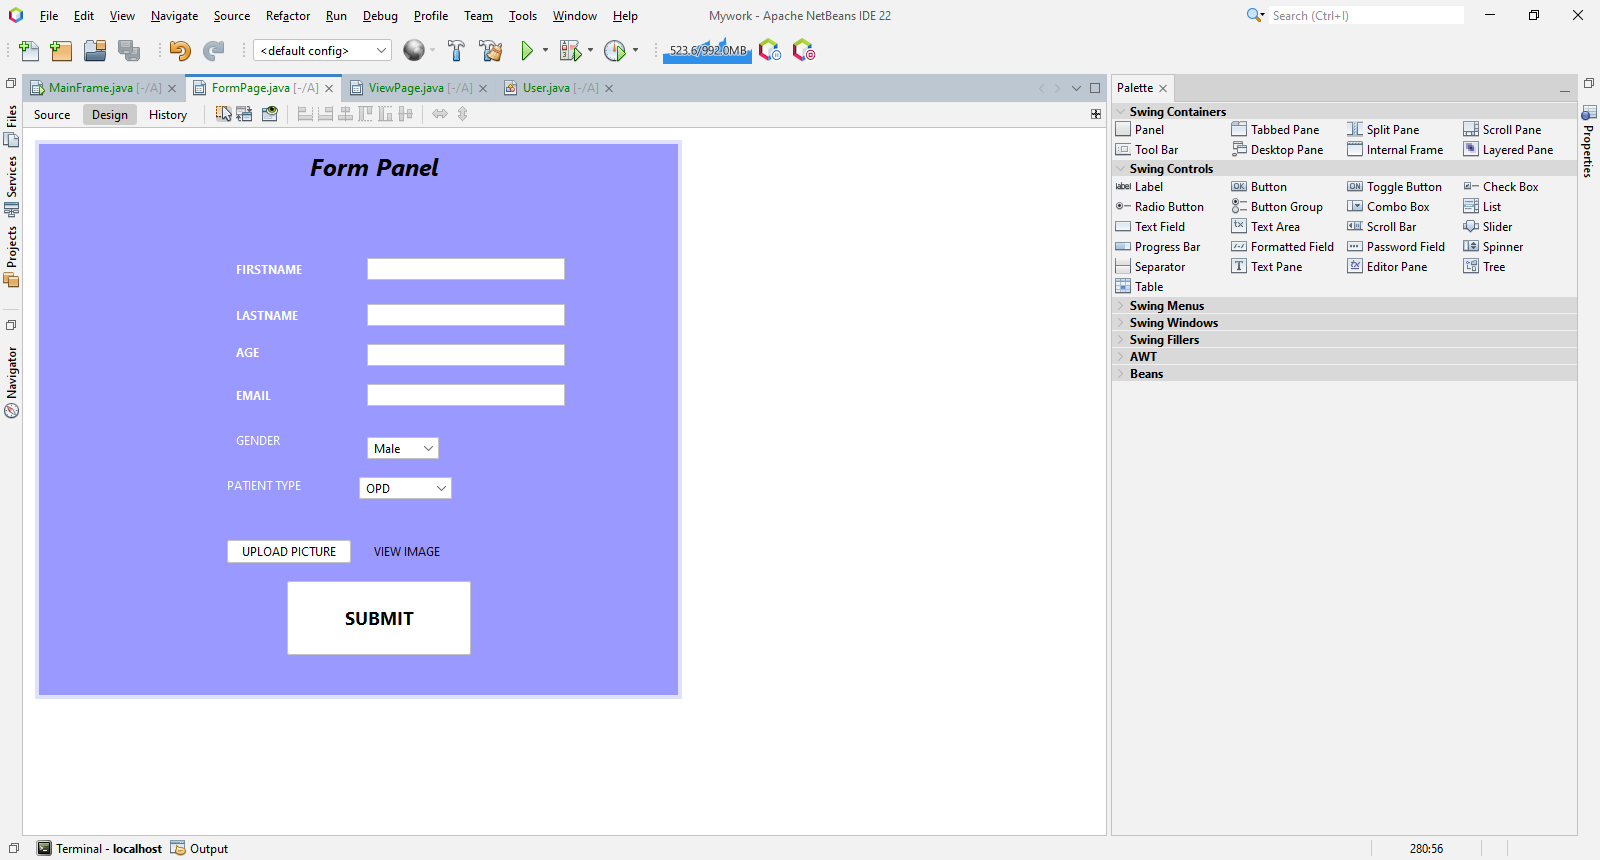 File Edit View Navigate Source Refactor Run Debug Profile Team Tools Window Help Mywork - Apache NetBeans IDE 22 Search (Ctrl+I)
<default config> 523.6/992.0MB
MainFrame.java [-/A] FormPage.java [-/A] ViewPage.java [-/A] User.java [-/A] Palette
Source Design History
Files
Services
Projects
Navigator
Form Panel
FIRSTNAME
LASTNAME
AGE
EMAIL
GENDER Male
PATIENT TYPE OPD
UPLOAD PICTURE VIEW IMAGE
SUBMIT
Swing Containers
Panel Tabbed Pane Split Pane Scroll Pane
Tool Bar Desktop Pane Internal Frame Layered Pane
Swing Controls
label Label OK Button ON Toggle Button Check Box
Radio Button Button Group Combo Box List
Text Field Text Area Scroll Bar Slider
Progress Bar Formatted Field Password Field Spinner
Separator Text Pane Editor Pane Tree
Table
Swing Menus
Swing Windows
Swing Fillers
AWT
Beans
Properties
Terminal - localhost Output 280:56